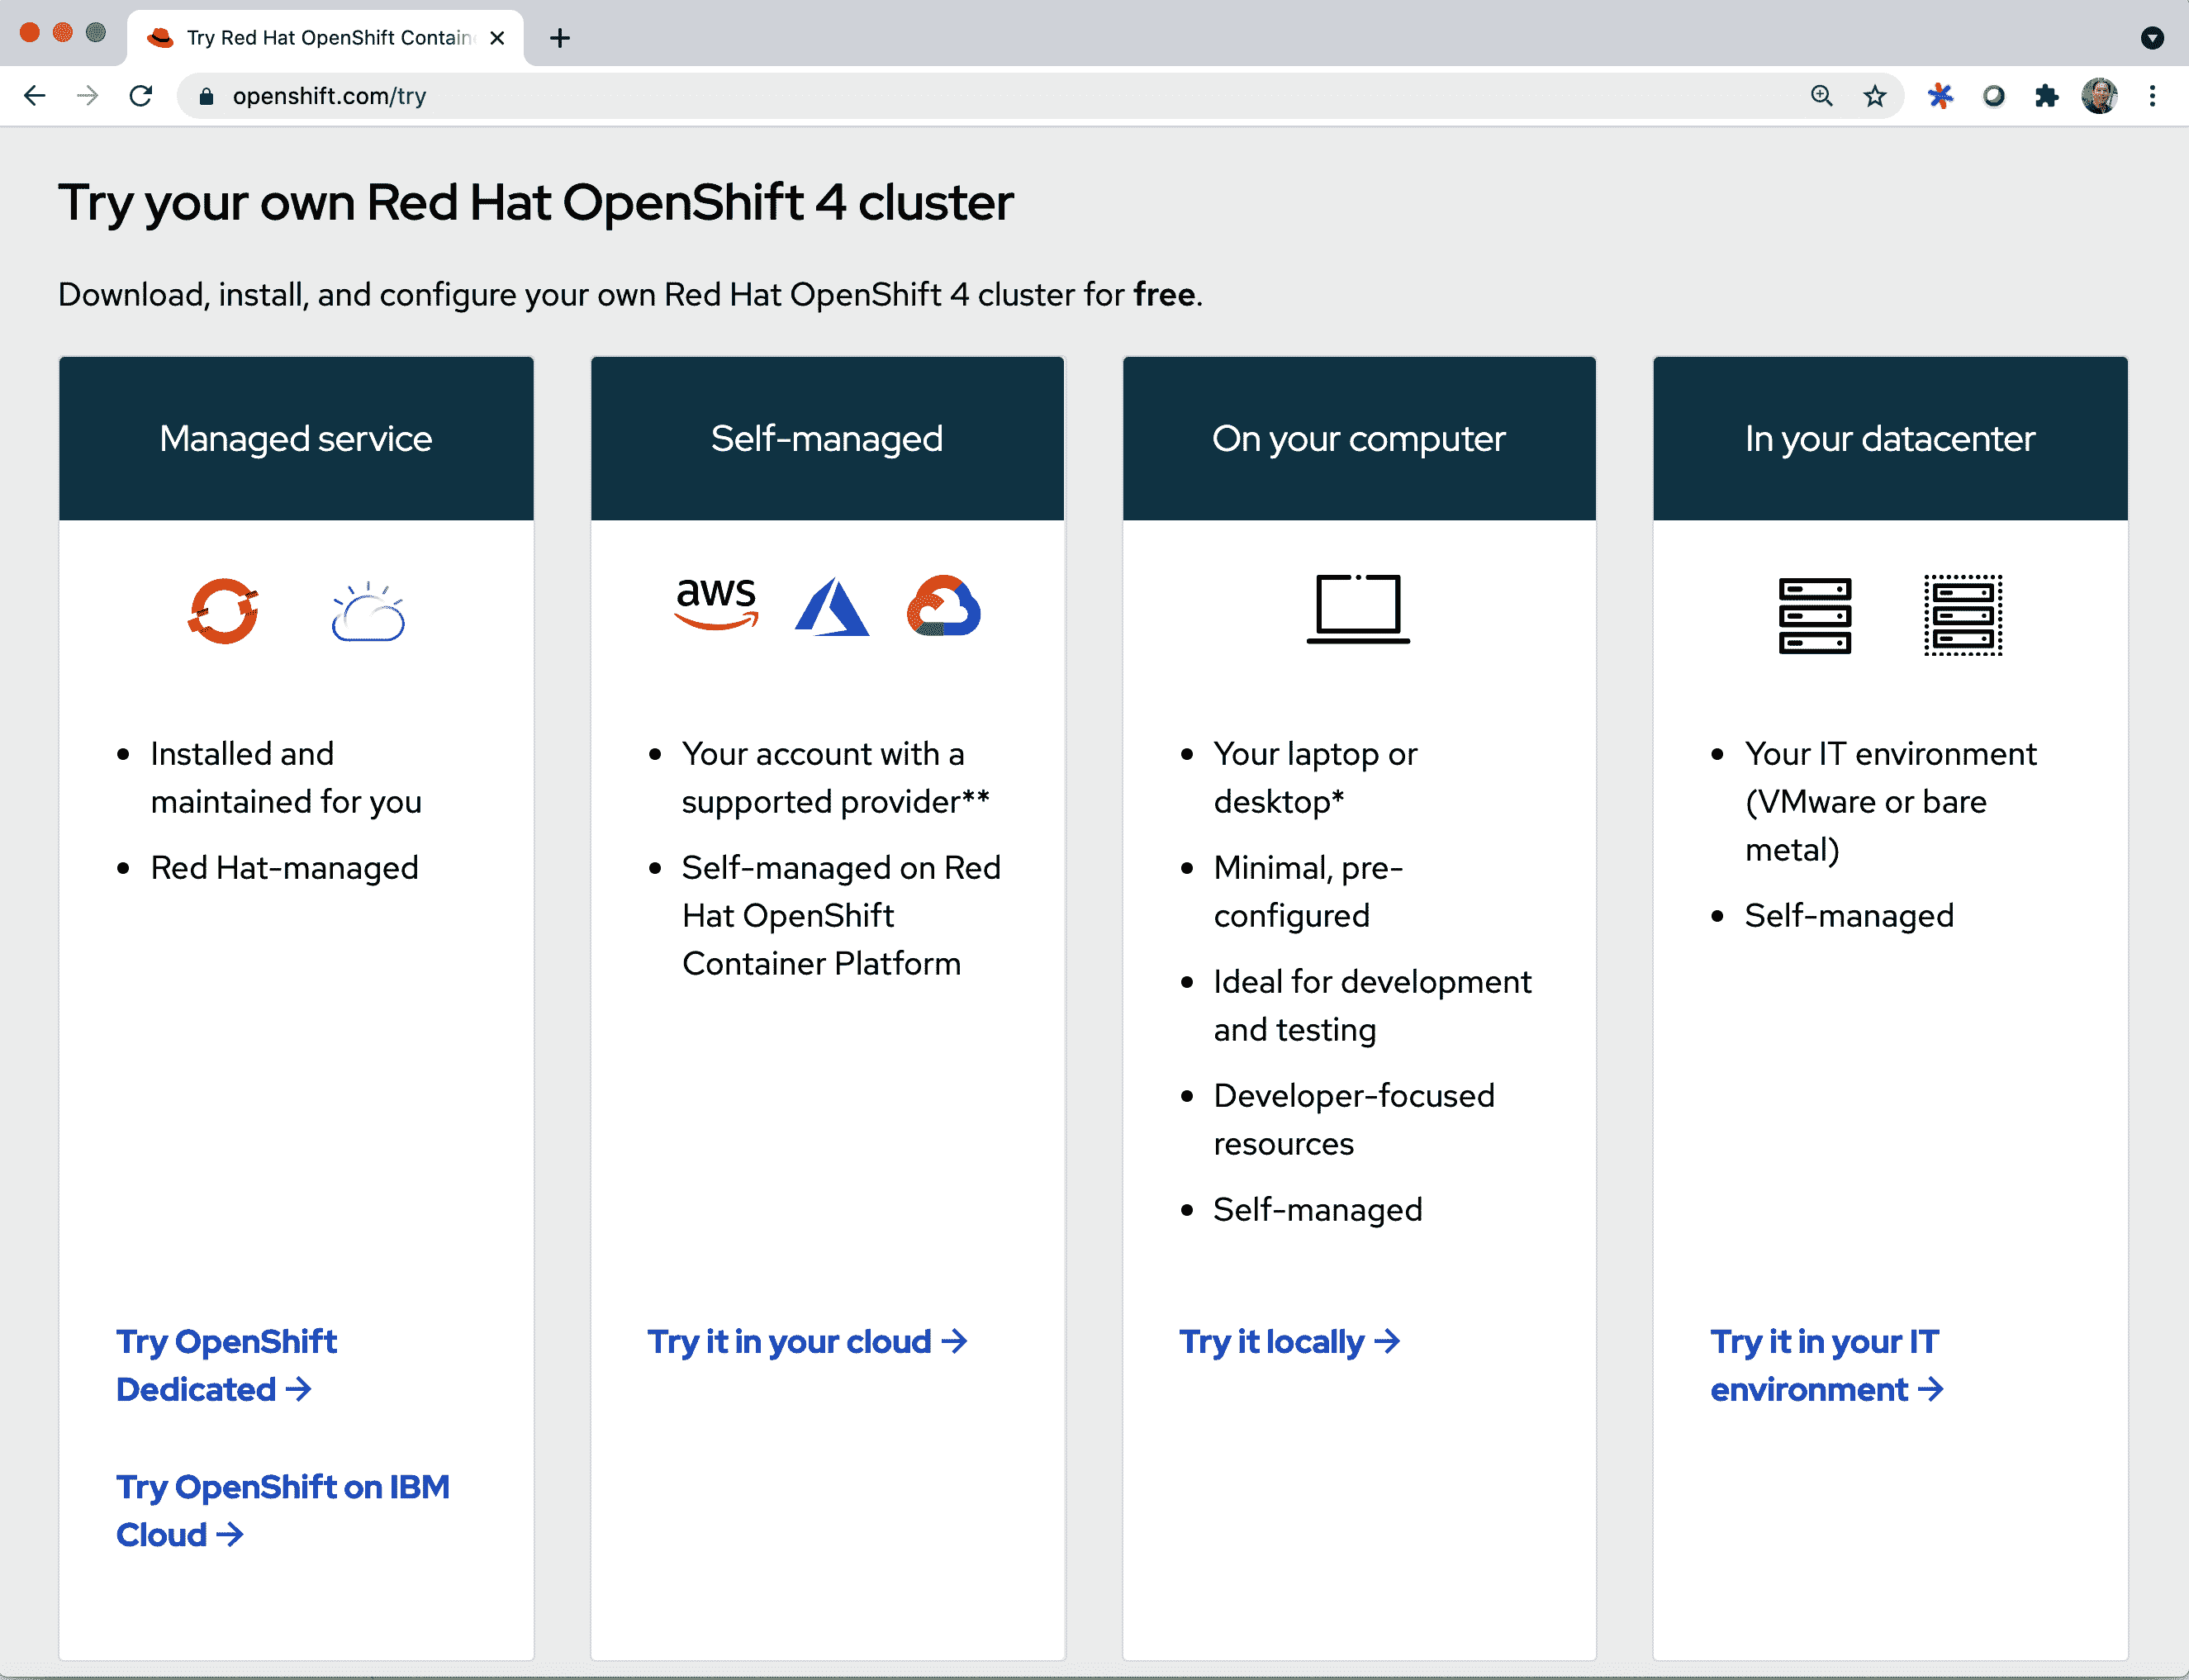 Try Red Hat OpenShift Contain
openshift.com/try
Try your own Red Hat OpenShift 4 cluster
Download, install, and configure your own Red Hat OpenShift 4 cluster for free.
Managed service
Installed and
maintained for you
Red Hat-managed
Try OpenShift
Dedicated →
Try OpenShift on IBM
Cloud →
Self-managed
aws
Your account with a
supported provider**
Self-managed on Red
Hat OpenShift
Container Platform
Try it in your cloud →
On your computer
Your laptop or
desktop*
Minimal, pre-
configured
Ideal for development
and testing
Developer-focused
resources
Self-managed
Try it locally →
In your datacenter
Your IT environment
(VMware or bare
metal)
Self-managed
Try it in your IT
environment →